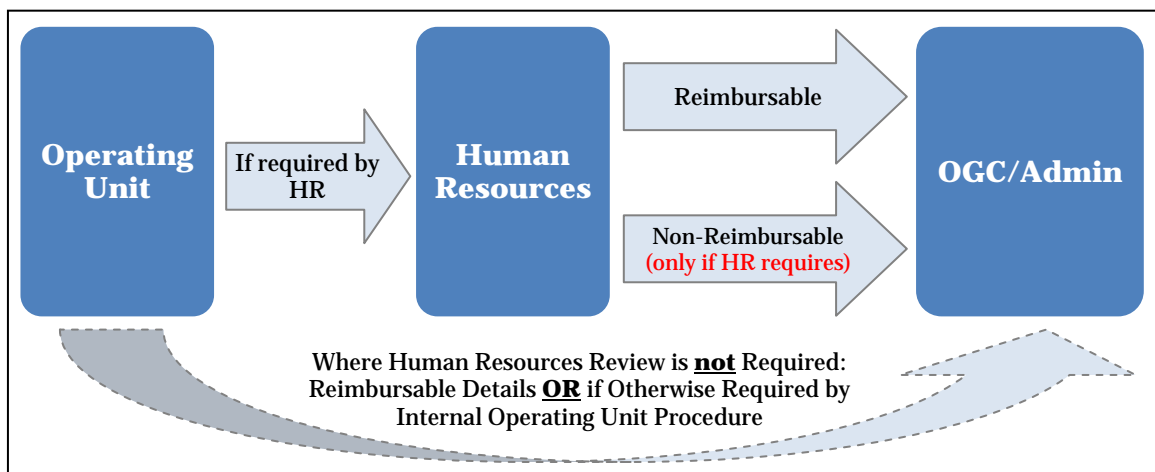 Operating
Unit
If required by
HR
Human
Resources
Reimbursable
Non-Reimbursable
(only if HR requires)
OGC/Admin
Where Human Resources Review is not Required:
Reimbursable Details OR if Otherwise Required by
Internal Operating Unit Procedure